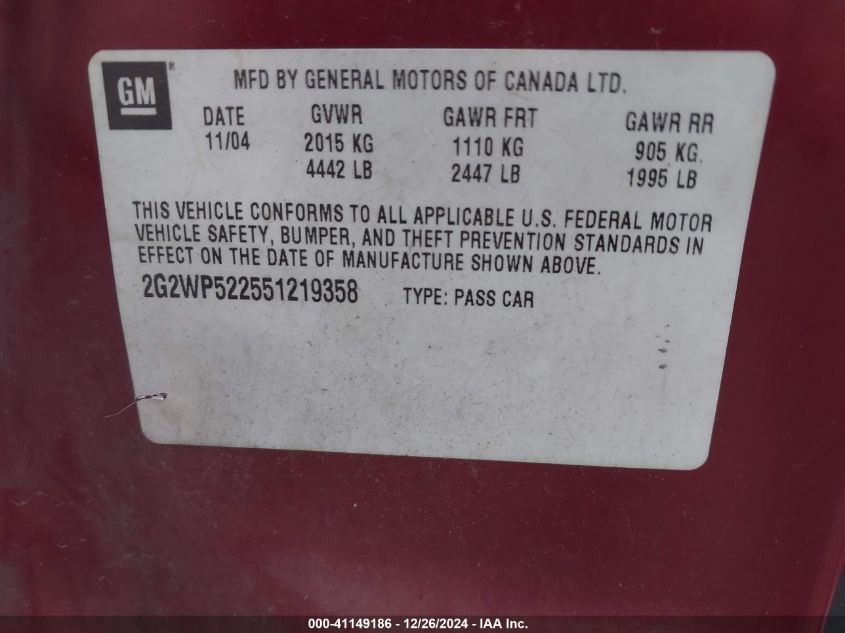 GM®
MFD BY GENERAL MOTORS OF CANADA LTD.
DATE GVWR GAWR FRT GAWR RR
11/04 2015 KG 1110 KG 905 KG.
4442 LB 2447 LB 1995 LB
THIS VEHICLE CONFORMS TO ALL APPLICABLE U.S. FEDERAL MOTOR
VEHICLE SAFETY, BUMPER, AND THEFT PREVENTION STANDARDS IN
EFFECT ON THE DATE OF MANUFACTURE SHOWN ABOVE.
2G2WP522551219358 TYPE: PASS CAR
000-41149186 - 12/26/2024 - IAA Inc.